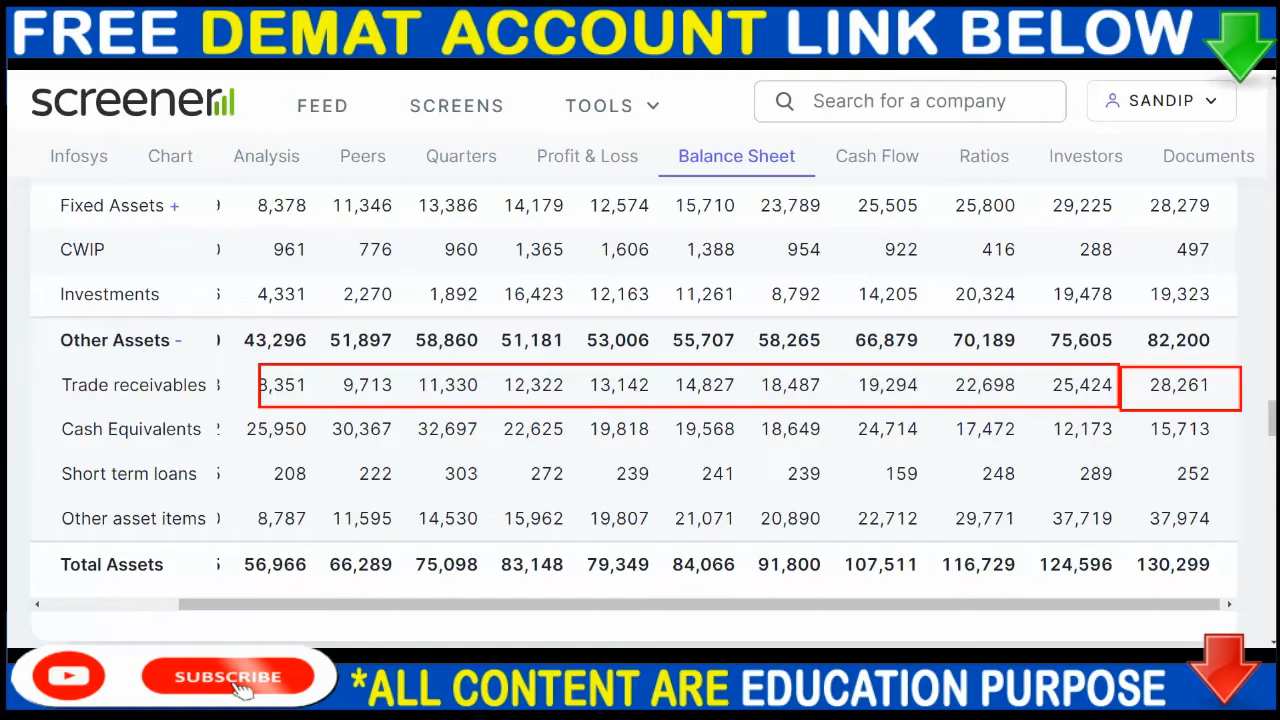 FREE DEMAT ACCOUNT LINK BELOW
screener FEED SCREENS TOOLS Search for a company SANDIP
Infosys Chart Analysis Peers Quarters Profit & Loss Balance Sheet Cash Flow Ratios Investors Documents
Fixed Assets + 8,378 11,346 13,386 14,179 12,574 15,710 23,789 25,505 25,800 29,225 28,279
CWIP 961 776 960 1,365 1,606 1,388 954 922 416 288 497
Investments 4,331 2,270 1,892 16,423 12,163 11,261 8,792 14,205 20,324 19,478 19,323
Other Assets - 43,296 51,897 58,860 51,181 53,006 55,707 58,265 66,879 70,189 75,605 82,200
Trade receivables 8,351 9,713 11,330 12,322 13,142 14,827 18,487 19,294 22,698 25,424 28,261
Cash Equivalents 25,950 30,367 32,697 22,625 19,818 19,568 18,649 24,714 17,472 12,173 15,713
Short term loans 208 222 303 272 239 241 239 159 248 289 252
Other asset items 8,787 11,595 14,530 15,962 19,807 21,071 20,890 22,712 29,771 37,719 37,974
Total Assets 56,966 66,289 75,098 83,148 79,349 84,066 91,800 107,511 116,729 124,596 130,299
SUBSCRIBE
*ALL CONTENT ARE EDUCATION PURPOSE